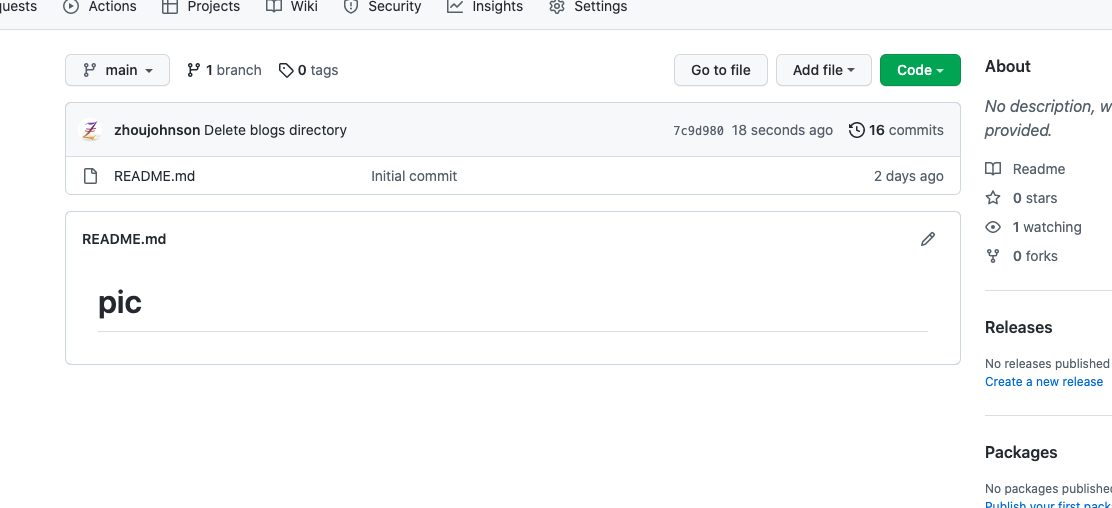 quests Actions Projects Wiki Security Insights Settings
main 1 branch 0 tags Go to file Add file Code
zhoujohnson Delete blogs directory 7c9d980 18 seconds ago 16 commits
README.md Initial commit 2 days ago
README.md
pic
About
No description, w
provided.
Readme
0 stars
1 watching
0 forks
Releases
No releases published
Create a new release
Packages
No packages published
Publish your first pack